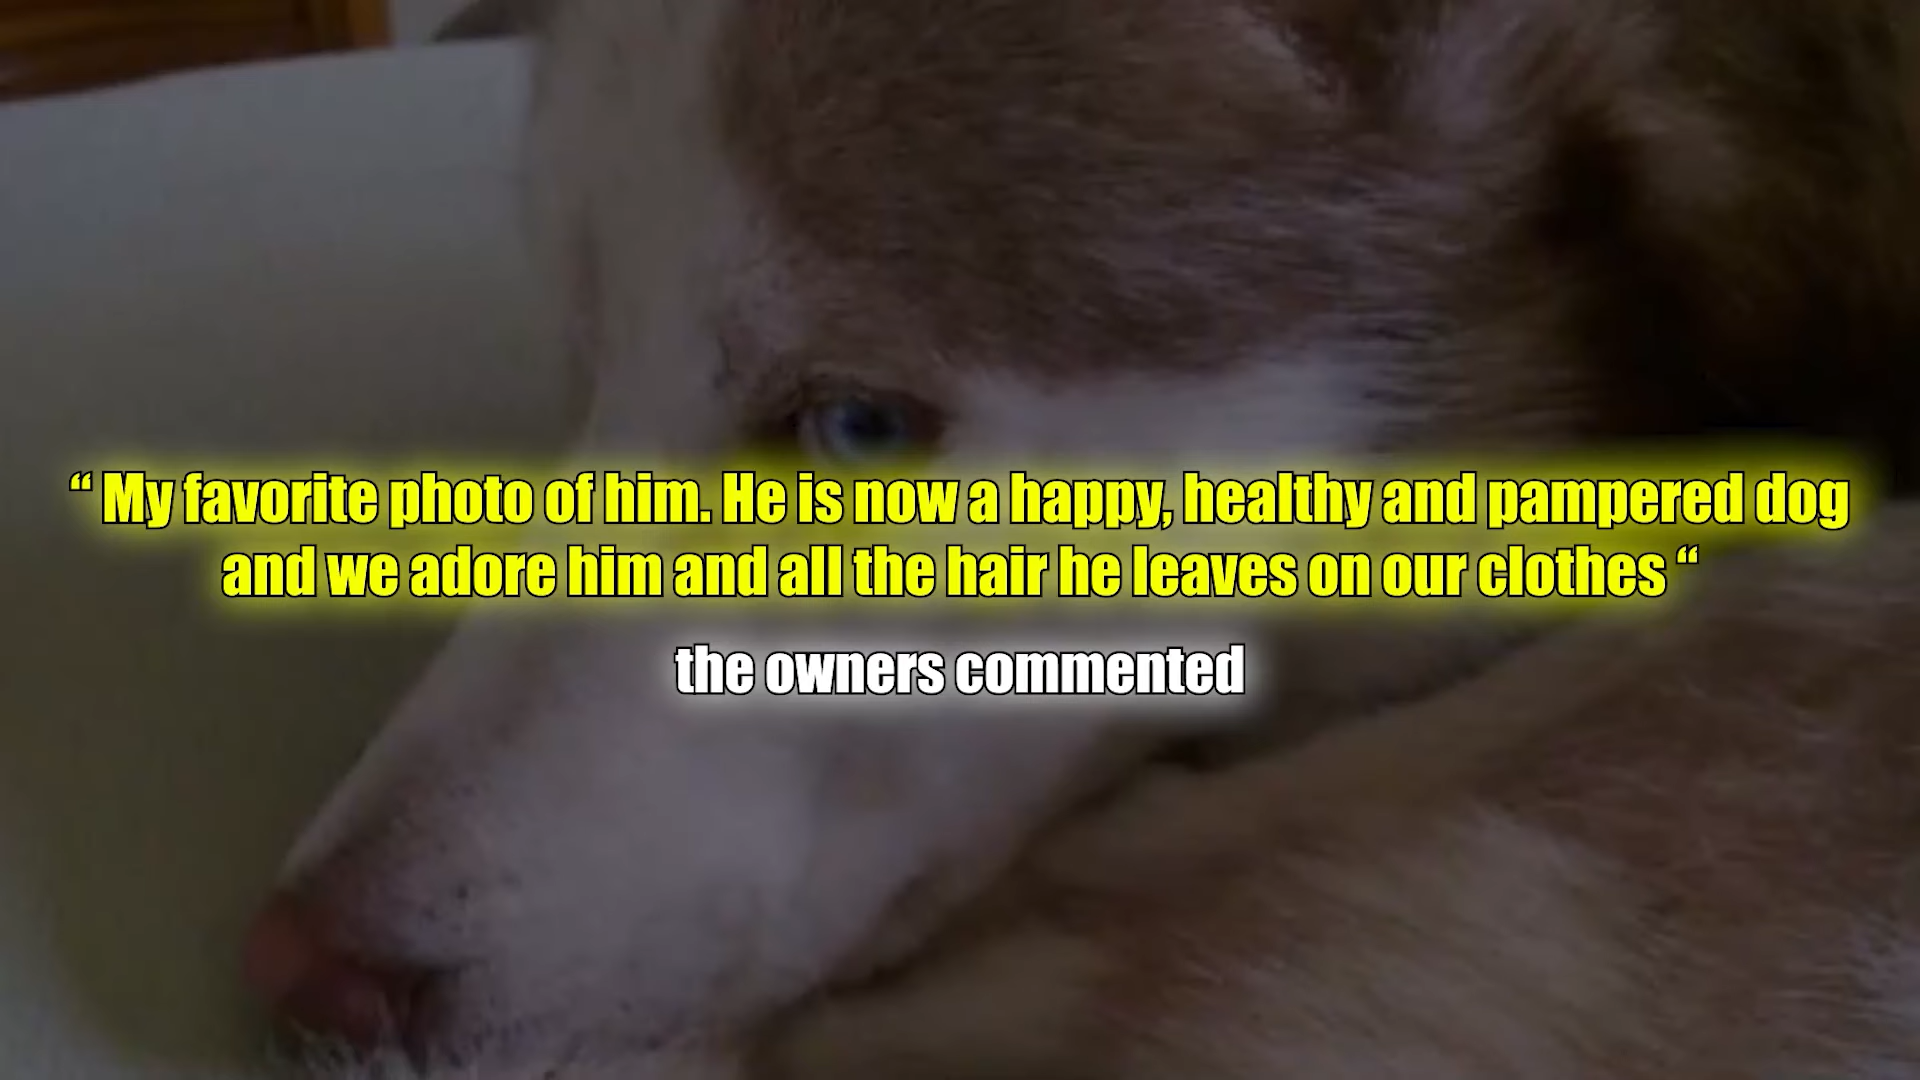 “ My favorite photo of him. He is now a happy, healthy and pampered dog
and we adore him and all the hair he leaves on our clothes “
the owners commented